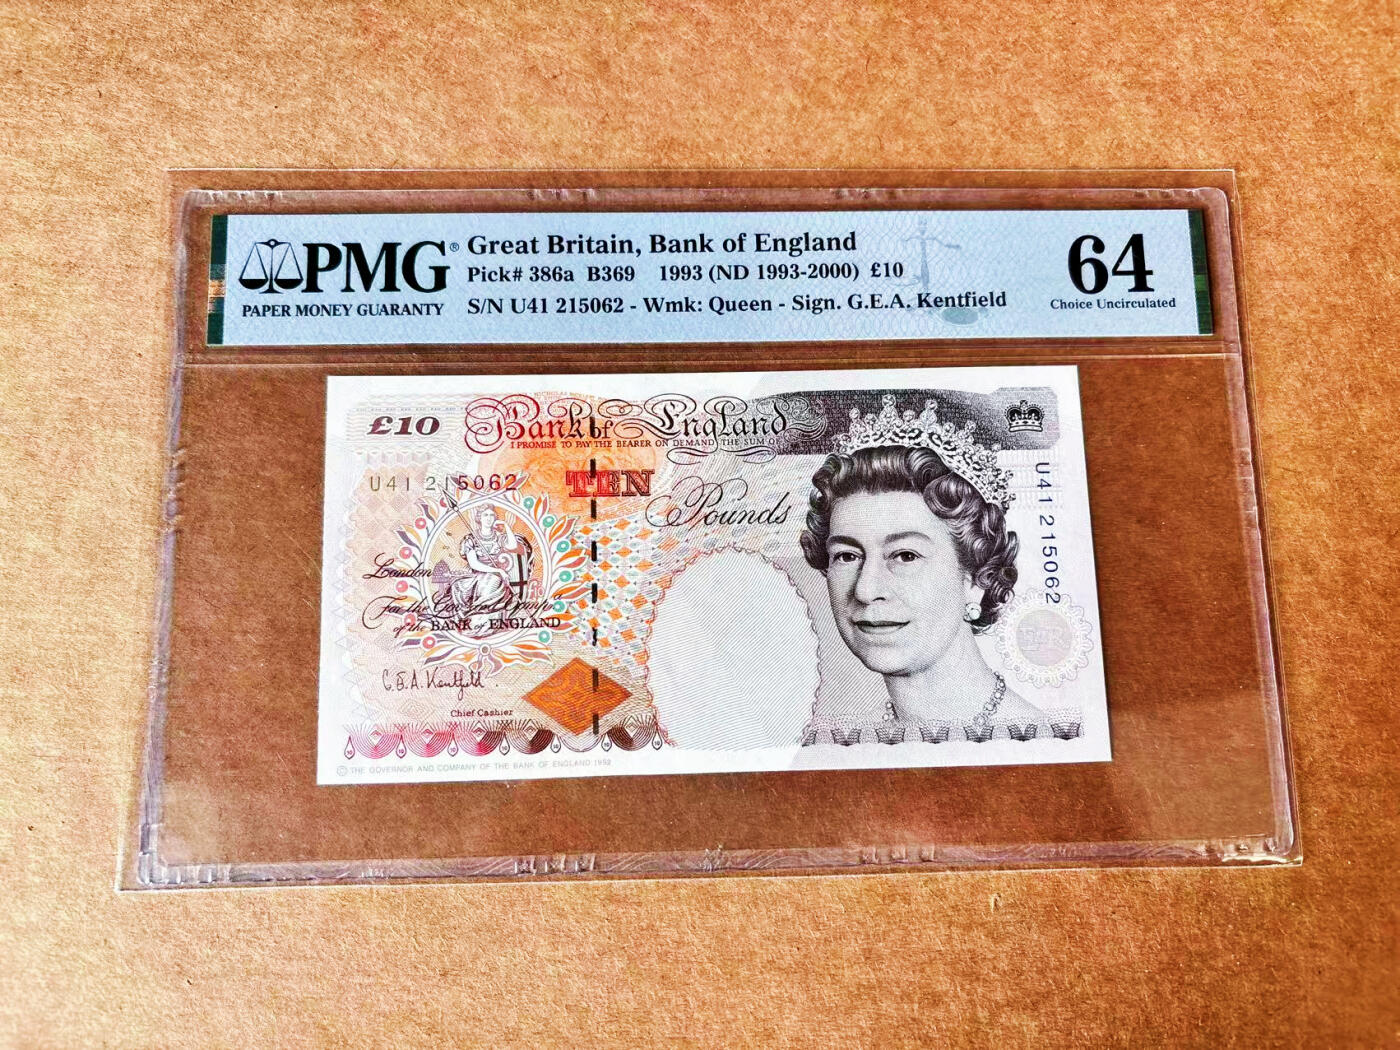 PMG®
PAPER MONEY GUARANTY
Great Britain, Bank of England
Pick# 386a B369 1993 (ND 1993-2000) £10
S/N U41 215062 - Wmk: Queen - Sign. G.E.A. Kentfield
64
Choice Uncirculated
£10
Bank of England
I PROMISE TO PAY THE BEARER ON DEMAND THE SUM OF
U41 215062
TEN
Pounds
U41 215062
London
For the Govr and Compa
of the BANK of ENGLAND
G.E.A. Kentfield
Chief Cashier
© THE GOVERNOR AND COMPANY OF THE BANK OF ENGLAND 1992